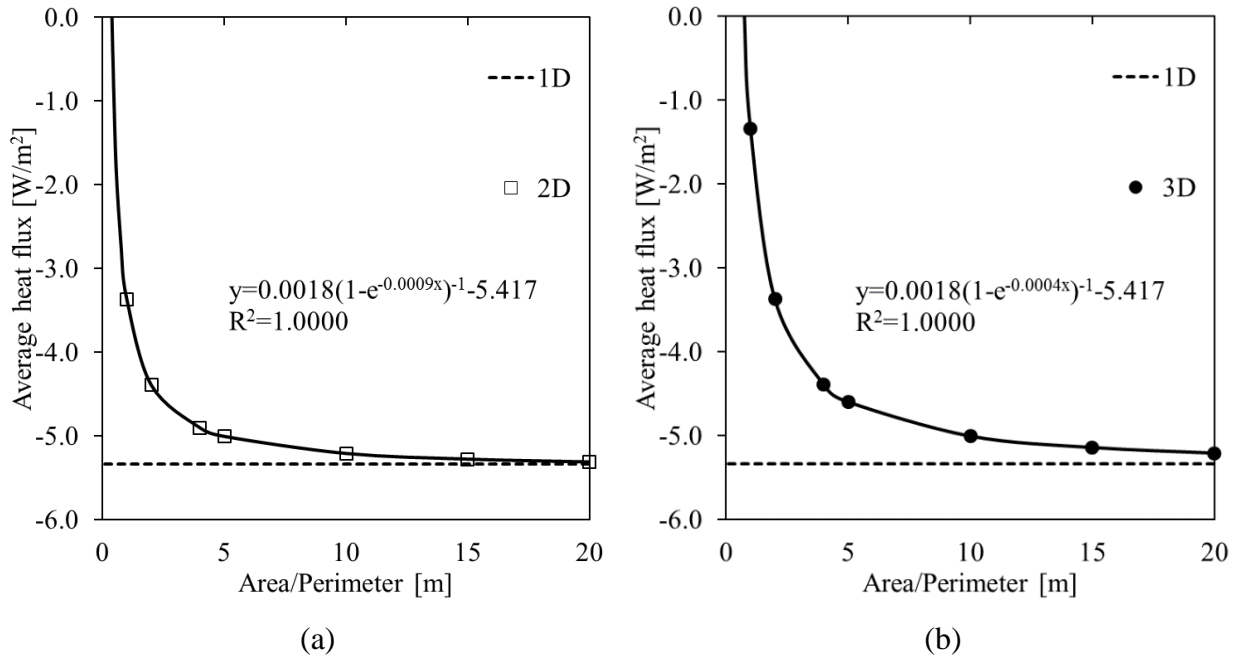 0.0
-1.0
-2.0
-3.0
-4.0
-5.0
-6.0
Average heat flux [W/m²]
1D
2D
y=0.0018(1-e^-0.0009x)^-1-5.417
R²=1.0000
0 5 10 15 20
Area/Perimeter [m]
(a)
0.0
-1.0
-2.0
-3.0
-4.0
-5.0
-6.0
Average heat flux [W/m²]
1D
3D
y=0.0018(1-e^-0.0004x)^-1-5.417
R²=1.0000
0 5 10 15 20
Area/Perimeter [m]
(b)